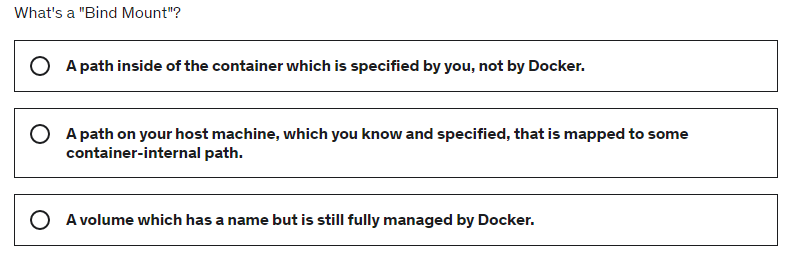 What's a "Bind Mount"?
A path inside of the container which is specified by you, not by Docker.
A path on your host machine, which you know and specified, that is mapped to some
container-internal path.
A volume which has a name but is still fully managed by Docker.